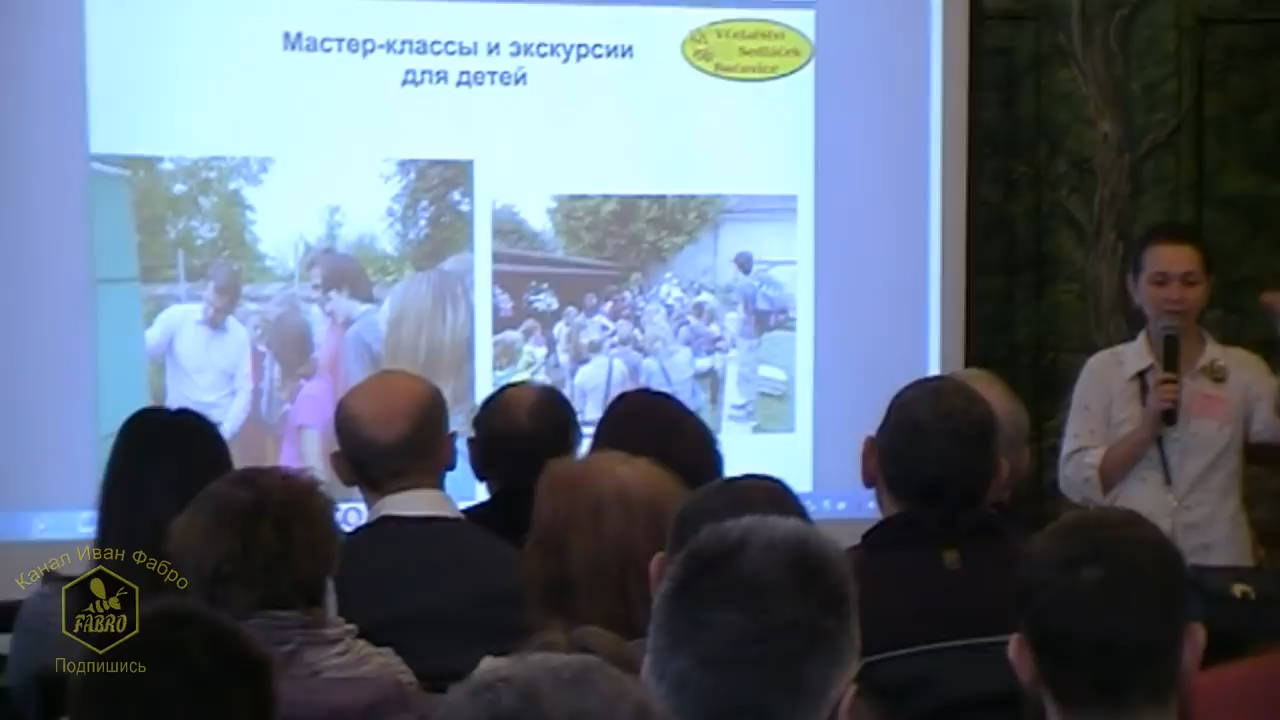 Мастер-классы и экскурсии
для детей
Včelařství
Sedláček
Канал Иван Фабро
FABRO
Подпишись